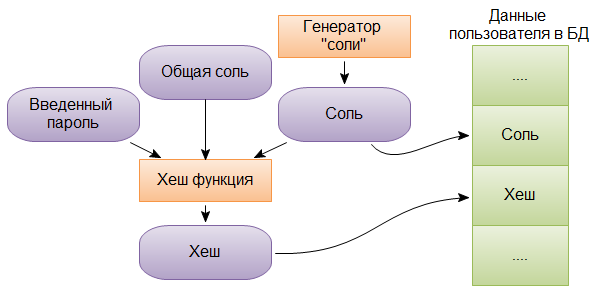 Генератор
"соли"
Данные
пользователя в БД
Общая соль
Введенный
пароль
Соль
....
Соль
Хеш функция
Хеш
Хеш
....